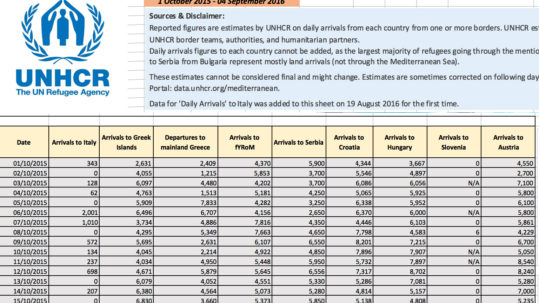 1 October 2015 - 04 September 2016
Sources & Disclaimer:
Reported figures are estimates by UNHCR on daily arrivals from each country from one or more borders. UNHCR es
UNHCR border teams, authorities, and humanitarian partners.
Daily arrivals figures to each country cannot be added, as the largest majority of refugees going through the mentio
to Serbia from Bulgaria represent mostly land arrivals (not through the Mediterranean Sea).
These estimates cannot be considered final and might change. Estimates are sometimes corrected on following day
Portal: data.unhcr.org/mediterranean.
Data for 'Daily Arrivals' to Italy was added to this sheet on 19 August 2016 for the first time.
UNHCR
The UN Refugee Agency
Date Arrivals to Italy Arrivals to Greek Islands Departures to mainland Greece Arrivals to fYRoM Arrivals to Serbia Arrivals to Croatia Arrivals to Hungary Arrivals to Slovenia Arrivals to Austria
01/10/2015 343 2,631 2,409 4,370 5,900 4,344 3,667 0 4,550
02/10/2015 0 4,055 1,215 5,853 3,700 5,546 4,897 0 2,700
03/10/2015 128 6,097 4,480 4,202 3,700 6,086 6,056 N/A 7,100
04/10/2015 62 4,763 1,513 5,181 4,250 5,065 5,925 0 5,800
05/10/2015 0 5,909 7,833 4,282 3,250 6,338 5,952 0 6,100
06/10/2015 2,001 6,496 6,707 4,156 2,650 6,370 6,000 N/A 5,800
07/10/2015 1,010 3,734 4,886 7,816 4,350 4,446 6,103 0 5,861
08/10/2015 0 4,295 5,349 7,663 4,650 7,798 4,583 6 4,229
09/10/2015 572 5,695 2,631 6,107 6,550 8,201 7,215 0 6,700
10/10/2015 134 4,045 2,214 4,922 4,850 7,896 7,907 N/A 5,050
11/10/2015 237 4,034 4,950 5,448 5,950 5,732 7,897 N/A 8,540
12/10/2015 698 4,671 5,879 5,645 6,556 7,317 8,702 0 8,240
13/10/2015 0 6,079 4,052 4,551 5,330 5,286 7,081 0 5,280
14/10/2015 207 6,380 4,564 5,073 5,280 4,814 5,157 0 7,000
15/10/2015 0 6,830 3,660 5,373 5,850 5,138 4,808 0 5,235